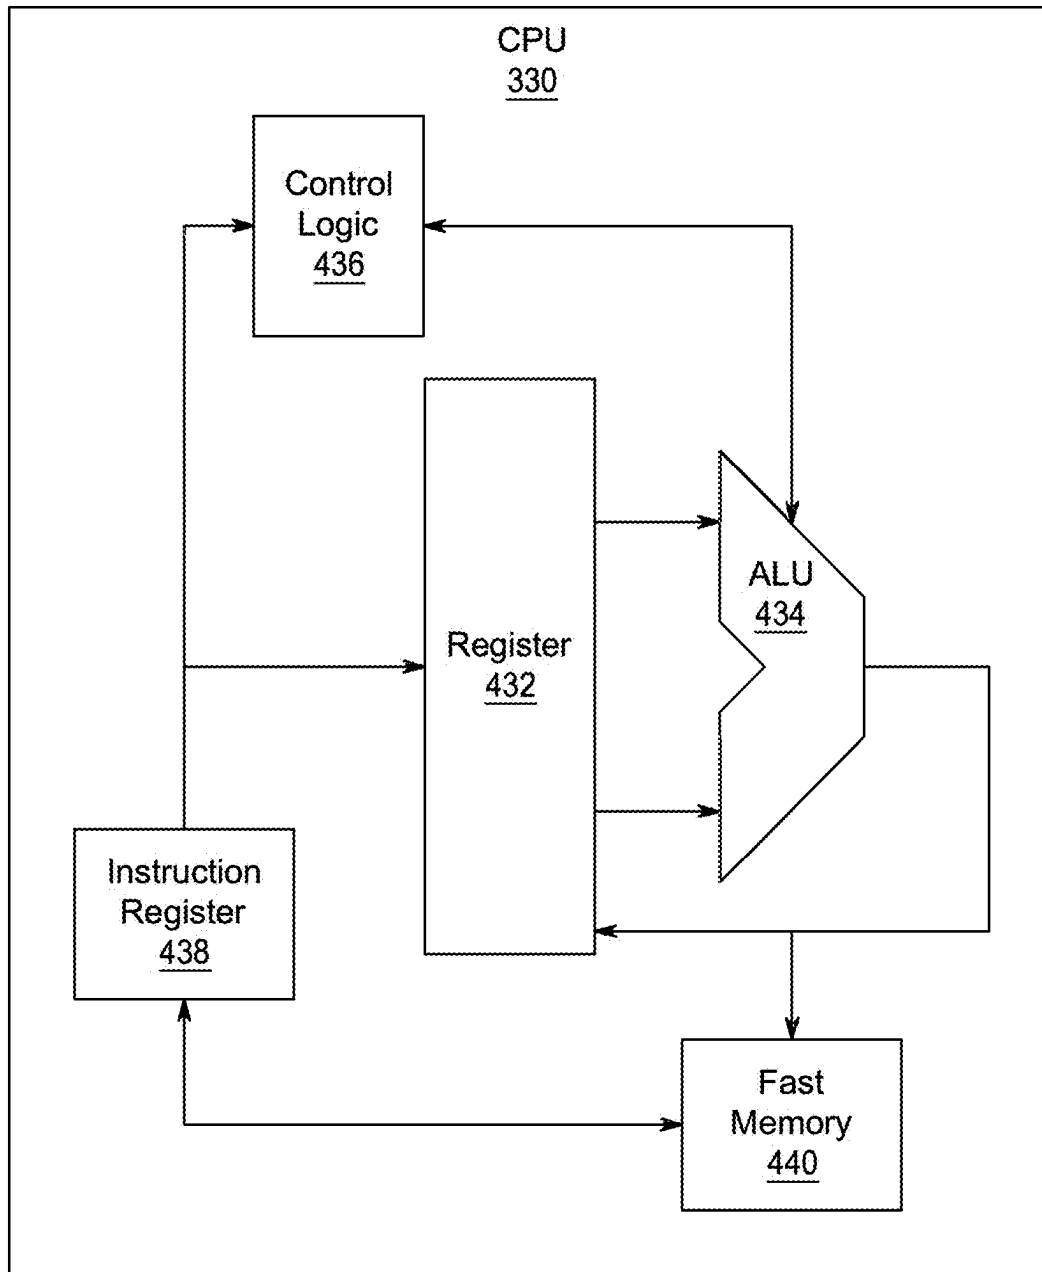 CPU
330
Control
Logic
436
ALU
434
Register
432
Instruction
Register
438
Fast
Memory
440